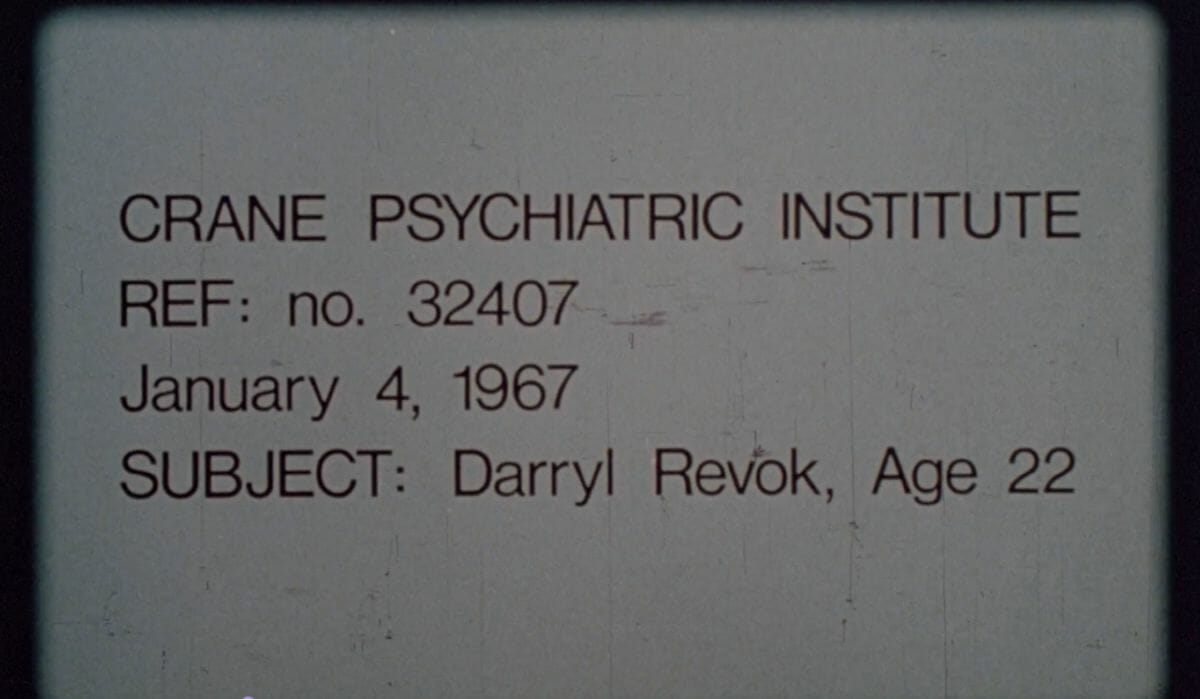 CRANE PSYCHIATRIC INSTITUTE
REF: no. 32407
January 4, 1967
SUBJECT: Darryl Revok, Age 22